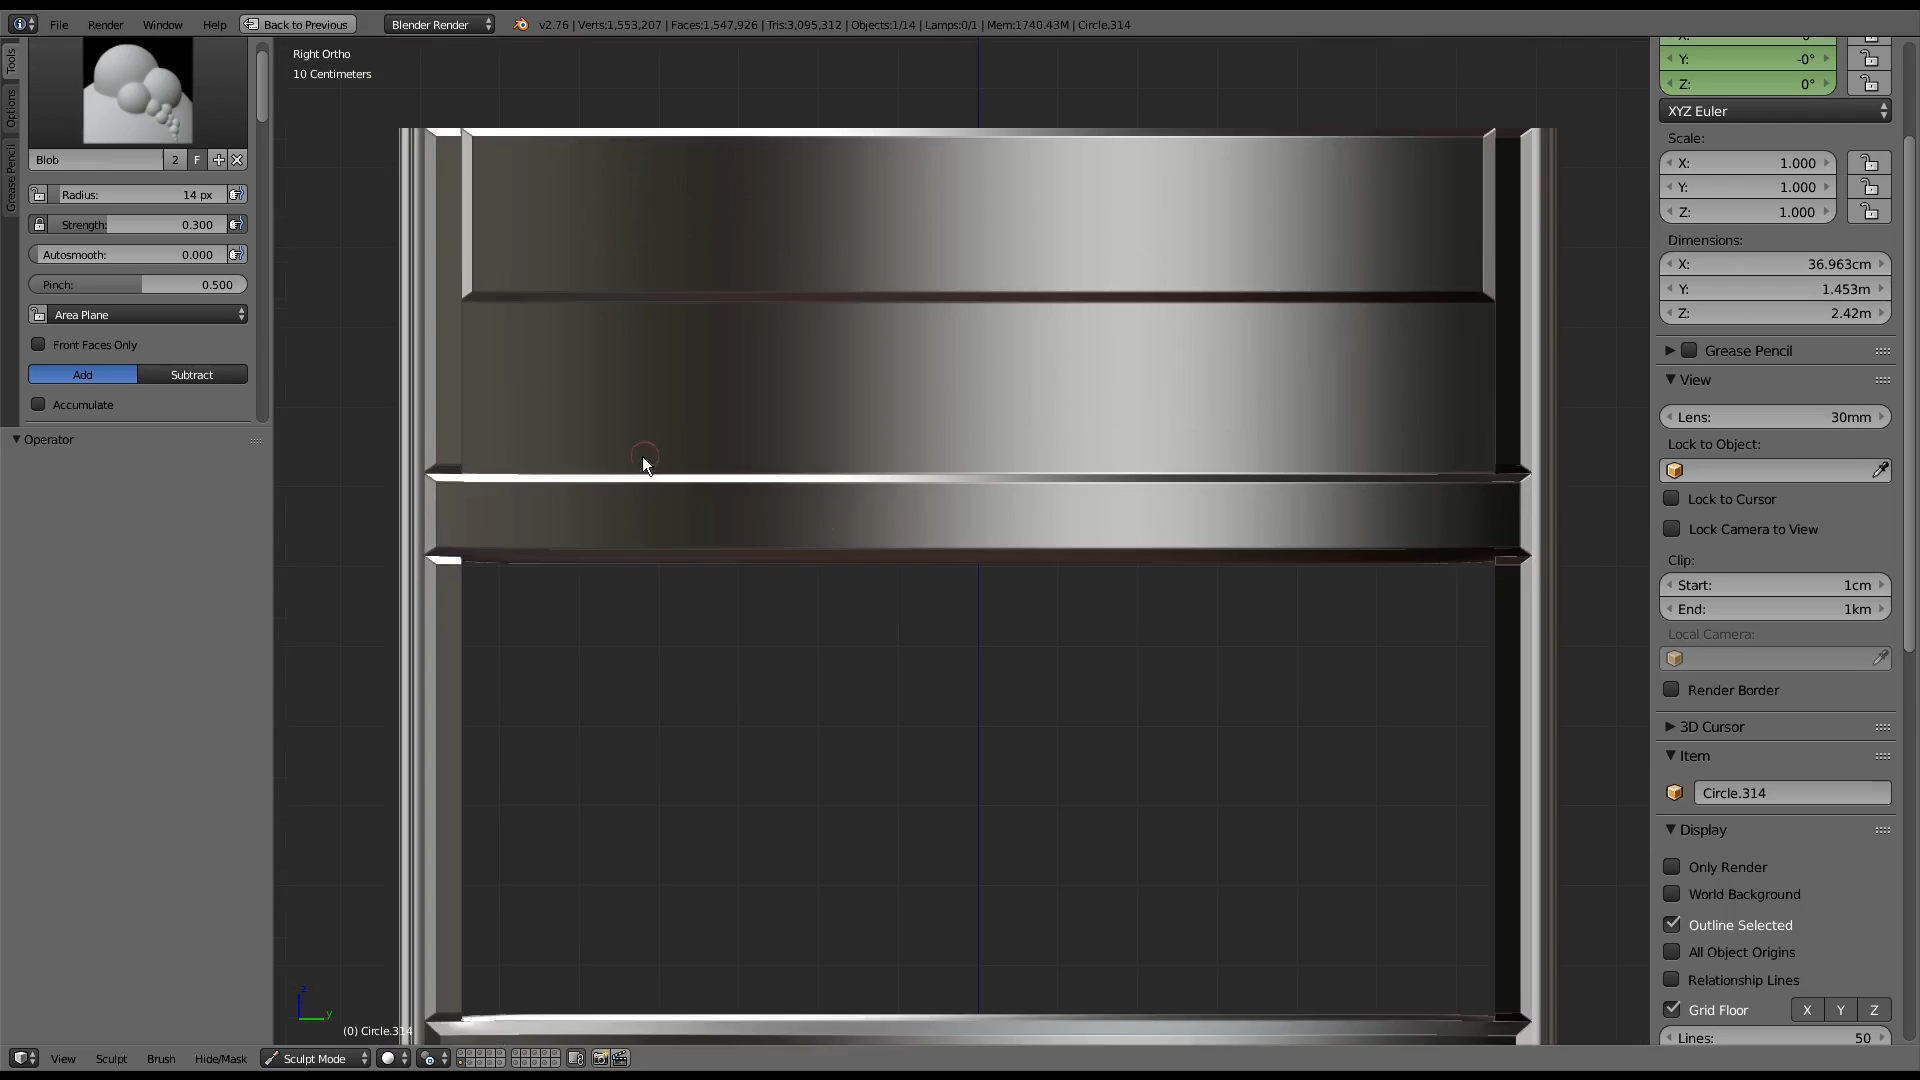 File Render Window Help Back to Previous Blender Render v2.76 | Verts:1,553,207 | Faces:1,547,926 | Tris:3,095,312 | Objects:1/14 | Lamps:0/1 | Mem:1740.43M | Circle.314
Tools
Options
Grease Pencil
Blob 2 F
Radius: 14 px
Strength: 0.300
Autosmooth: 0.000
Pinch: 0.500
Area Plane
Front Faces Only
Add Subtract
Accumulate
Operator
Right Ortho
10 Centimeters
z
y
(0) Circle.314
Y: -0°
Z: 0°
XYZ Euler
Scale:
X: 1.000
Y: 1.000
Z: 1.000
Dimensions:
X: 36.963cm
Y: 1.453m
Z: 2.42m
Grease Pencil
View
Lens: 30mm
Lock to Object:
Lock to Cursor
Lock Camera to View
Clip:
Start: 1cm
End: 1km
Local Camera:
Render Border
3D Cursor
Item
Circle.314
Display
Only Render
World Background
Outline Selected
All Object Origins
Relationship Lines
Grid Floor X Y Z
Lines: 50
View Sculpt Brush Hide/Mask Sculpt Mode